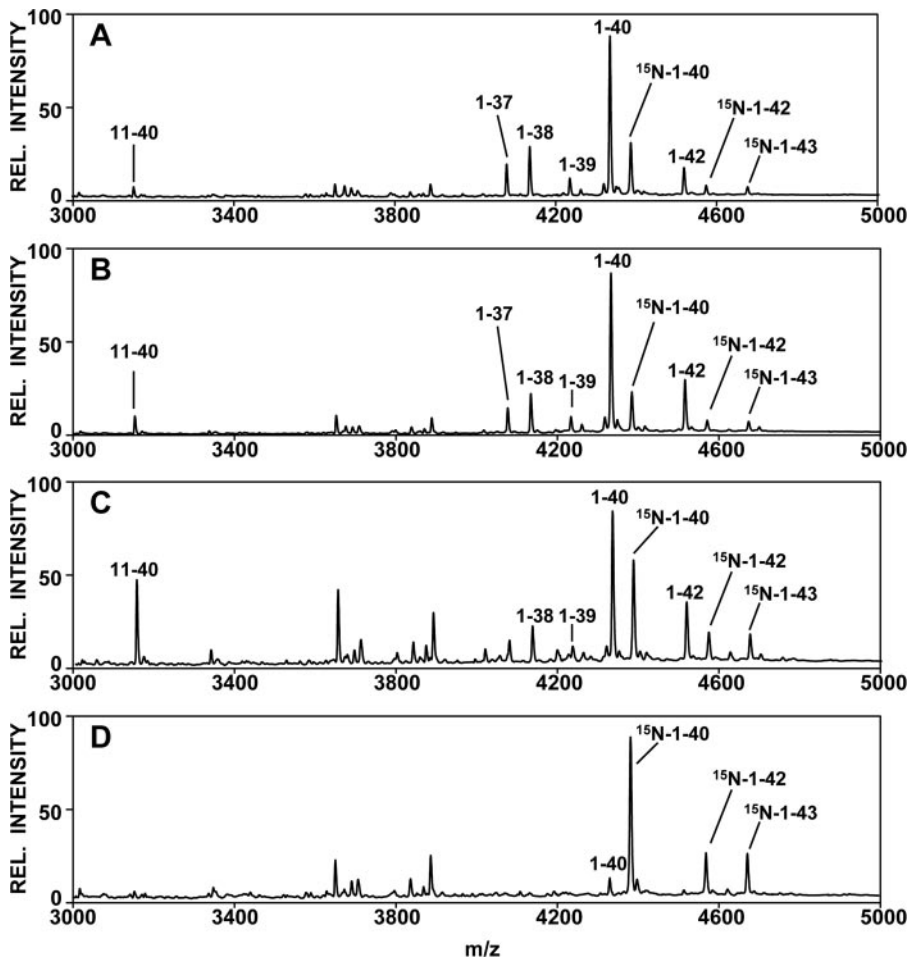 A
REL. INTENSITY
100
50
0
1-40
¹⁵N-1-40
1-37
¹⁵N-1-42
1-38
11-40
¹⁵N-1-43
1-39
1-42
3000 3400 3800 4200 4600 5000
B
REL. INTENSITY
100
50
0
1-40
¹⁵N-1-40
1-37
¹⁵N-1-42
11-40
1-42
¹⁵N-1-43
1-38
1-39
3000 3400 3800 4200 4600 5000
C
REL. INTENSITY
100
50
0
1-40
¹⁵N-1-40
¹⁵N-1-42
11-40
1-42
¹⁵N-1-43
1-38
1-39
3000 3400 3800 4200 4600 5000
D
REL. INTENSITY
100
50
0
¹⁵N-1-40
¹⁵N-1-42
¹⁵N-1-43
1-40
3000 3400 3800 4200 4600 5000
m/z